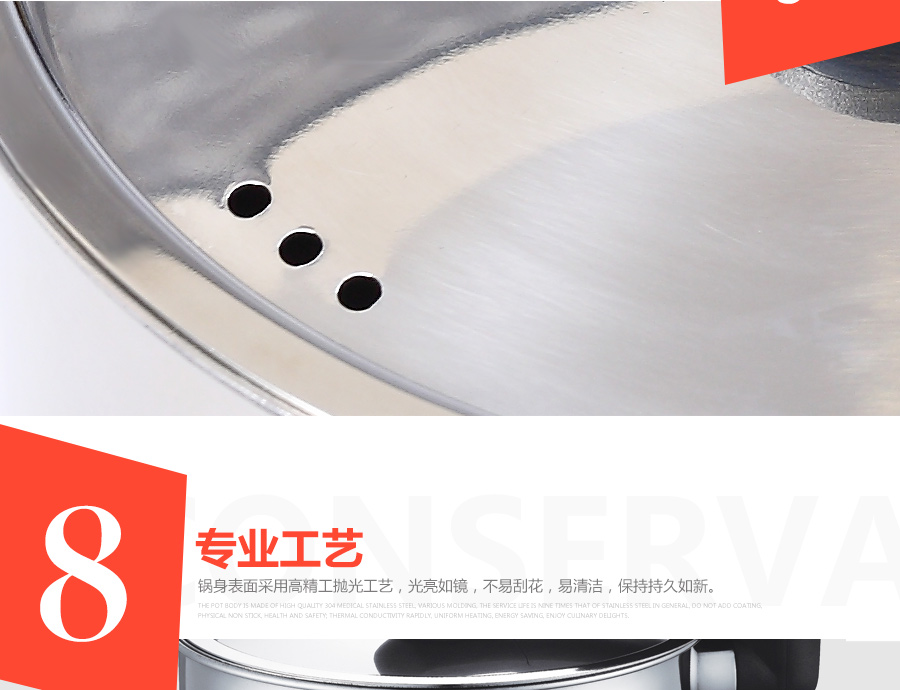 8
专业工艺
锅身表面采用高精工抛光工艺，光亮如镜，不易刮花，易清洁，保持持久如新。
THE POT BODY IS MADE OF HIGH QUALITY 304 MEDICAL STAINLESS STEEL, VARIOUS MOLDING. THE SERVICE LIFE IS NINE TIMES THAT OF STAINLESS STEEL IN GENERAL, DO NOT ADD COATING,
PHYSICAL NON STICK, HEALTH AND SAFETY; THERMAL CONDUCTIVITY RAPIDLY, UNIFORM HEATING, ENERGY SAVING, ENJOY CULINARY DELIGHTS.